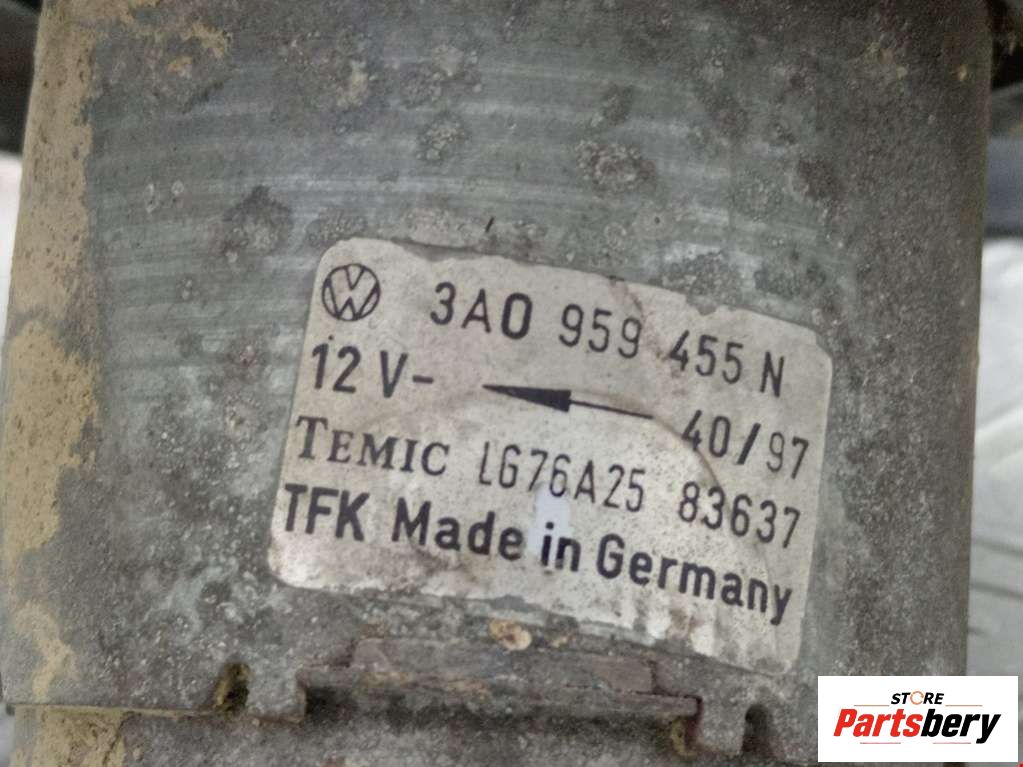 3A0 959 455 N
12 V- 40/97
TEMIC LG76A25 83637
TFK Made in Germany
STORE
Partsbery